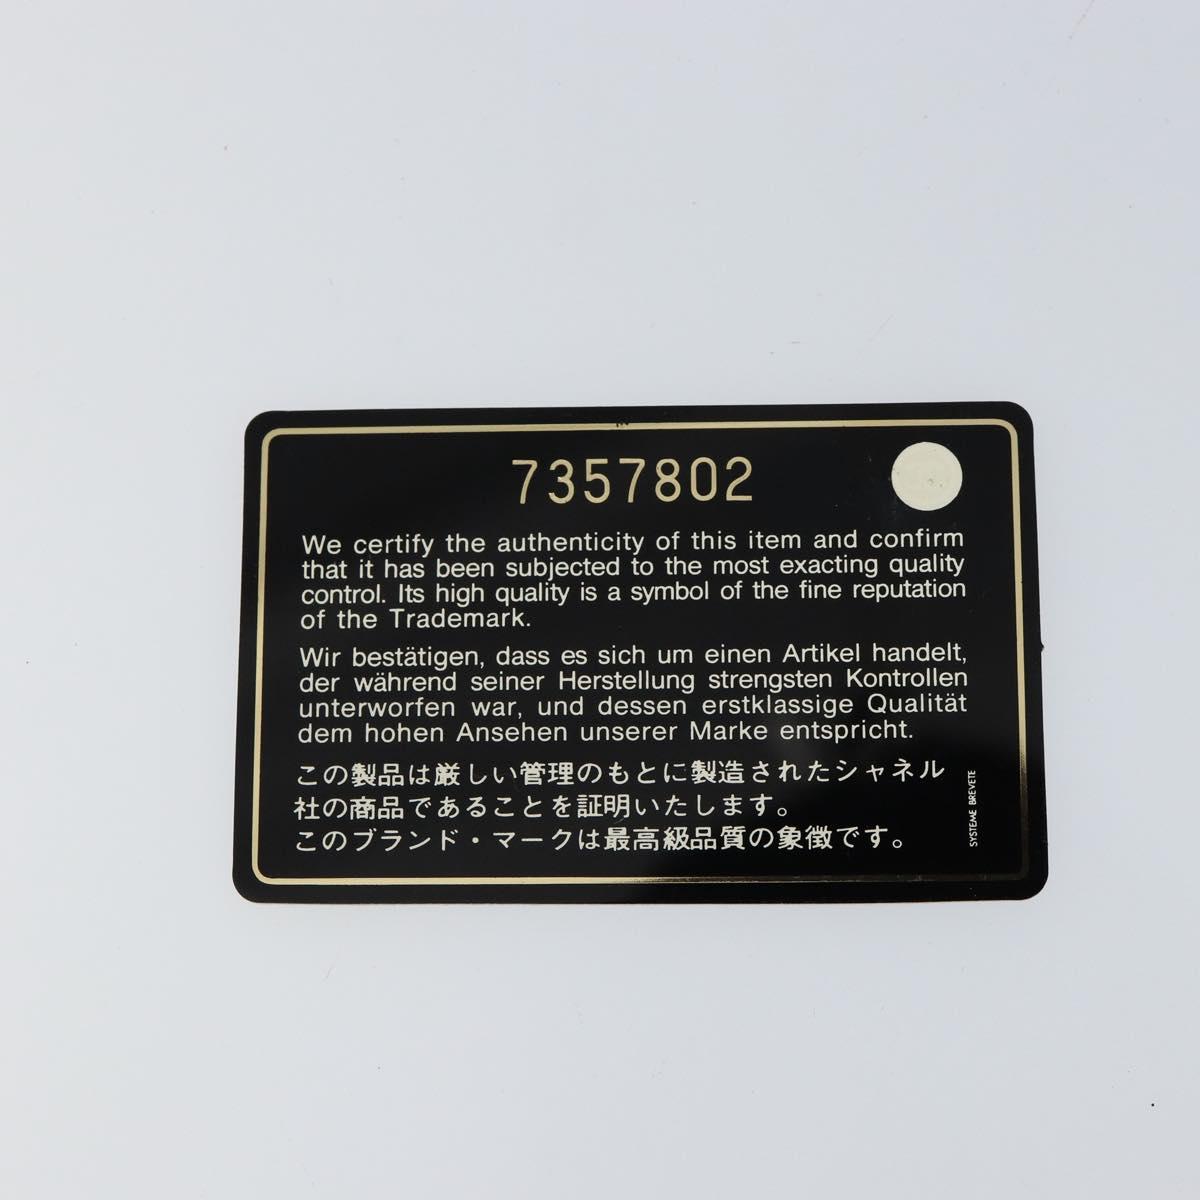 7357802
We certify the authenticity of this item and confirm
that it has been subjected to the most exacting quality
control. Its high quality is a symbol of the fine reputation
of the Trademark.
Wir bestätigen, dass es sich um einen Artikel handelt,
der während seiner Herstellung strengsten Kontrollen
unterworfen war, und dessen erstklassige Qualität
dem hohen Ansehen unserer Marke entspricht.
この製品は厳しい管理のもとに製造されたシャネル
社の商品であることを証明いたします。
このブランド・マークは最高級品質の象徴です。
SYSTEME BREVETE